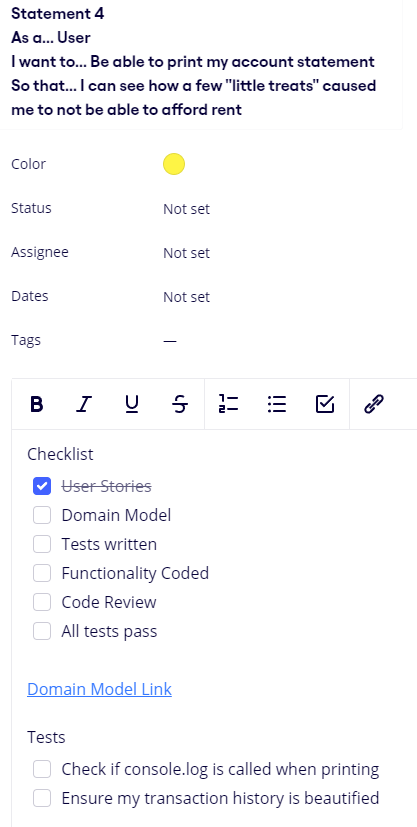 Statement 4
As a... User
I want to... Be able to print my account statement
So that... I can see how a few "little treats" caused
me to not be able to afford rent
Color
Status Not set
Assignee Not set
Dates Not set
Tags —
B I U S
Checklist
User Stories
Domain Model
Tests written
Functionality Coded
Code Review
All tests pass
Domain Model Link
Tests
Check if console.log is called when printing
Ensure my transaction history is beautified